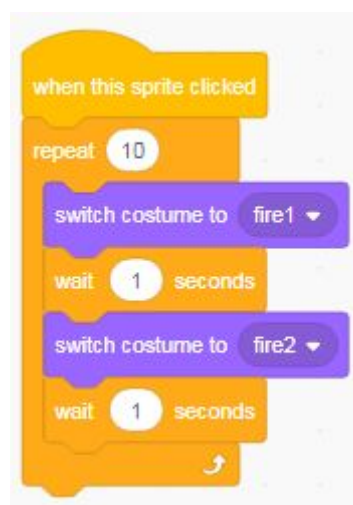 when this sprite clicked
repeat 10
switch costume to fire1
wait 1 seconds
switch costume to fire2
wait 1 seconds